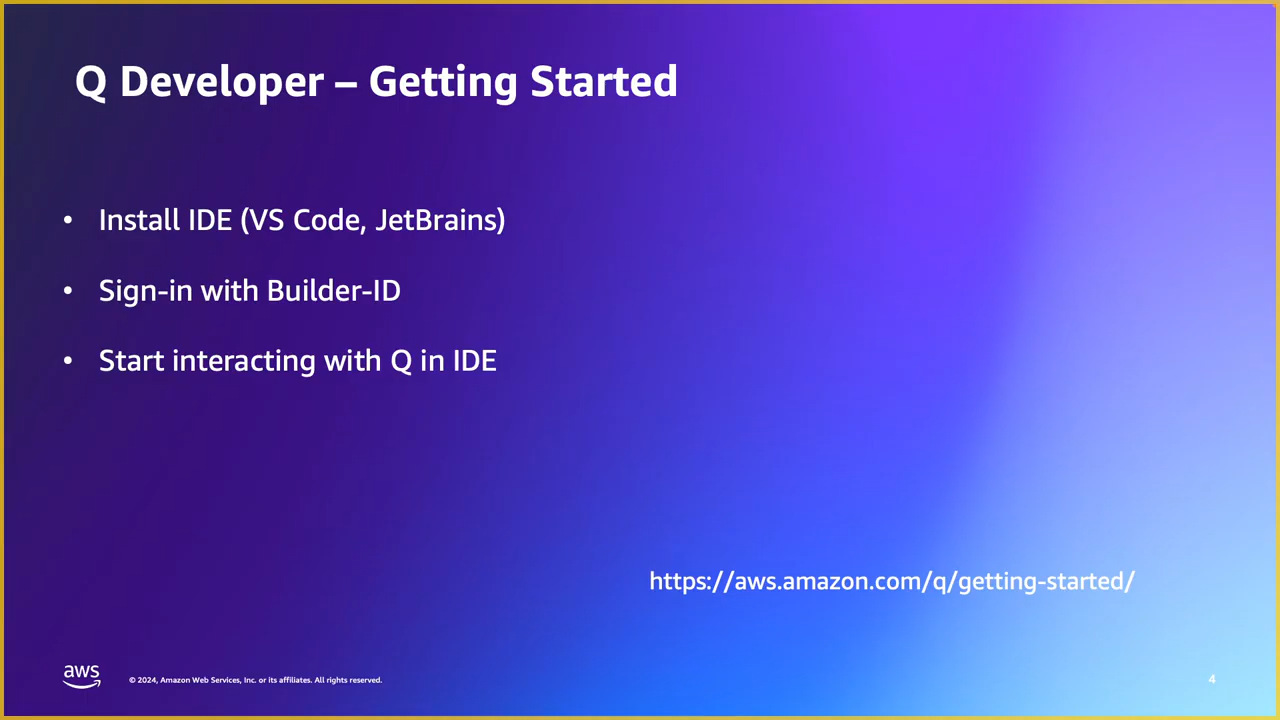 Q Developer – Getting Started
• Install IDE (VS Code, JetBrains)
• Sign-in with Builder-ID
• Start interacting with Q in IDE
https://aws.amazon.com/q/getting-started/
aws
© 2024, Amazon Web Services, Inc. or its affiliates. All rights reserved.
4